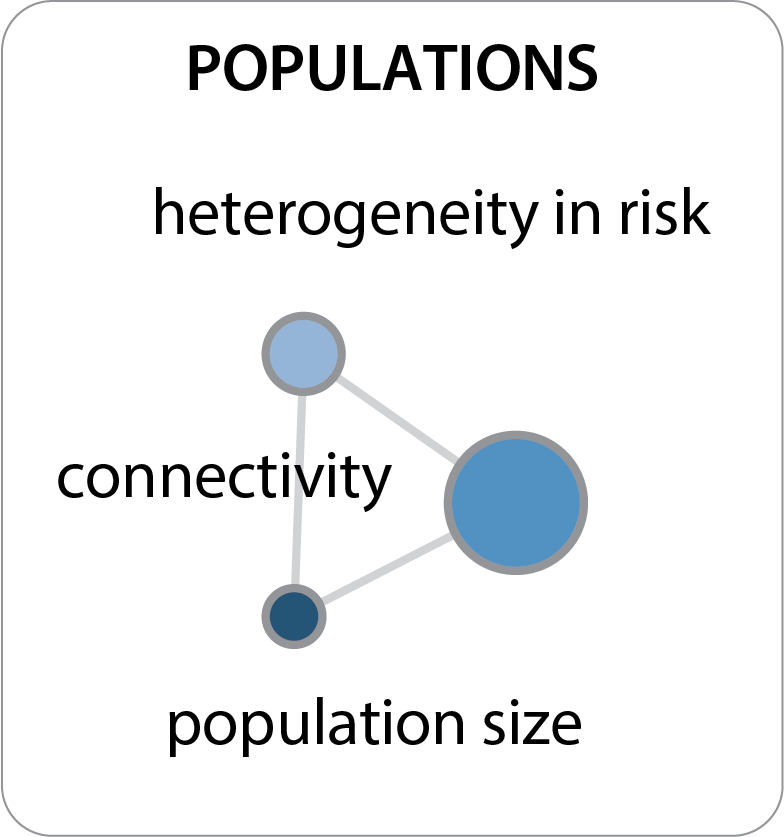 POPULATIONS
heterogeneity in risk
connectivity
population size